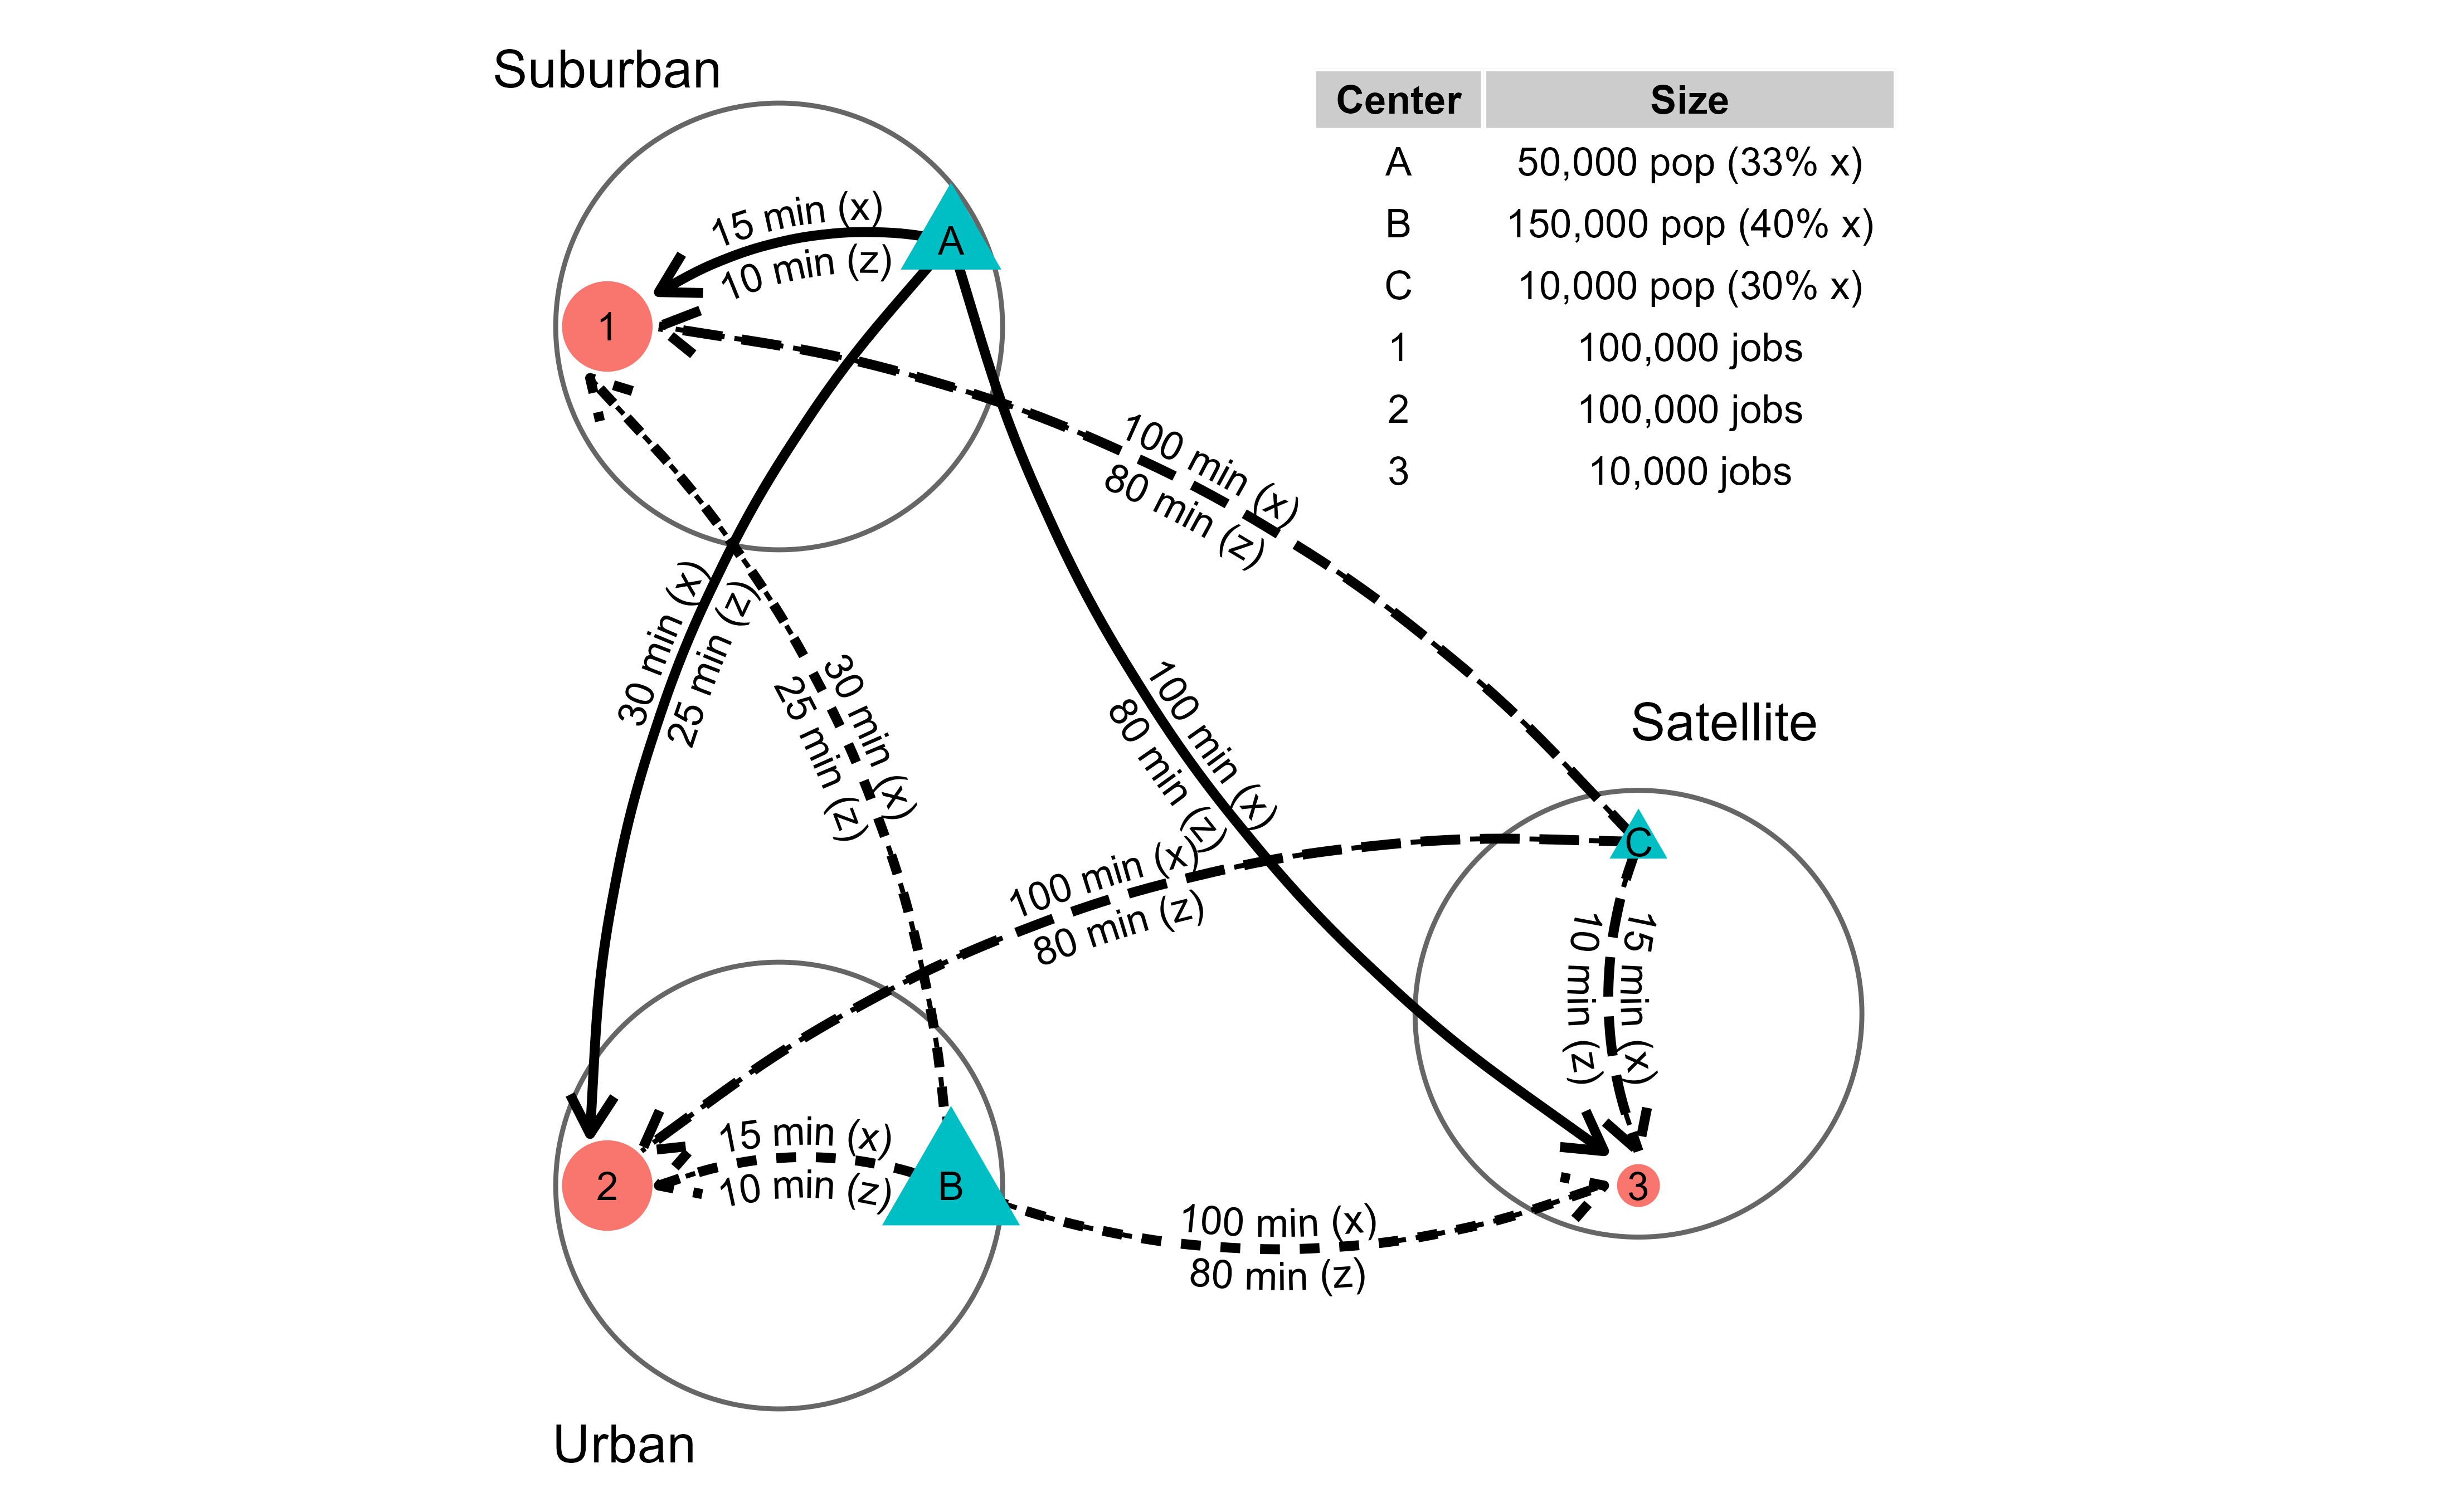 Suburban
Center Size
A 50,000 pop (33% x)
B 150,000 pop (40% x)
C 10,000 pop (30% x)
1 100,000 jobs
2 100,000 jobs
3 10,000 jobs
15 min (x)
10 min (z)
A
1
100 min (x)
80 min (z)
30 min (x)
25 min (z)
30 min (x)
25 min (z)
100 min (x)
80 min (z)
Satellite
C
100 min (x)
80 min (z)
15 min (x)
10 min (z)
15 min (x)
10 min (z)
2
B
3
100 min (x)
80 min (z)
Urban